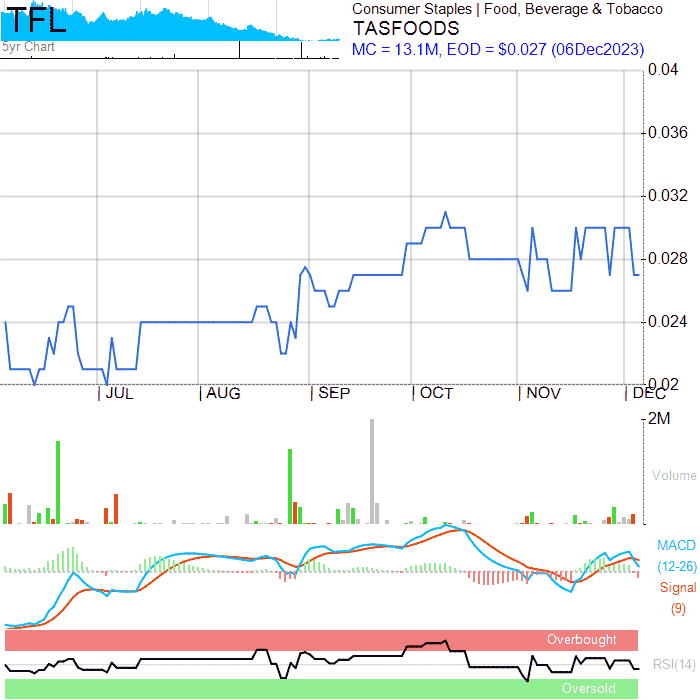 TFL
5yr Chart
Consumer Staples | Food, Beverage & Tobacco
TASFOODS
MC = 13.1M, EOD = $0.027 (06Dec2023)
0.04
0.036
0.032
0.028
0.024
0.02
JUL AUG SEP OCT NOV DEC
2M
Volume
MACD
(12-26)
Signal
(9)
Overbought
RSI(14)
Oversold